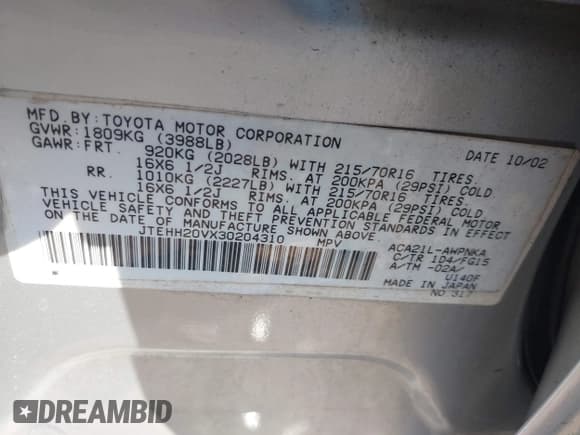 MFD.BY:TOYOTA MOTOR CORPORATION DATE 10/02
GVWR:1809KG (3988LB)
GAWR:FRT. 920KG (2028LB) WITH 215/70R16 TIRES.
16X6 1/2J RIMS. AT 200KPA (29PSI) COLD.
RR. 1010KG (2227LB) WITH 215/70R16 TIRES.
16X6 1/2J RIMS. AT 200KPA (29PSI) COLD.
THIS VEHICLE CONFORMS TO ALL APPLICABLE FEDERAL MOTOR
VEHICLE SAFETY AND THEFT PREVENTION STANDARDS IN EFFECT
ON THE DATE OF MANUFACTURE SHOWN ABOVE.
JTEHH20VX30204310 MPV
ACA21L-AWPNKA
C/TR 1D4/FG15
A/TM -02A/
U140F
MADE IN JAPAN
NO 317
DREAMBID